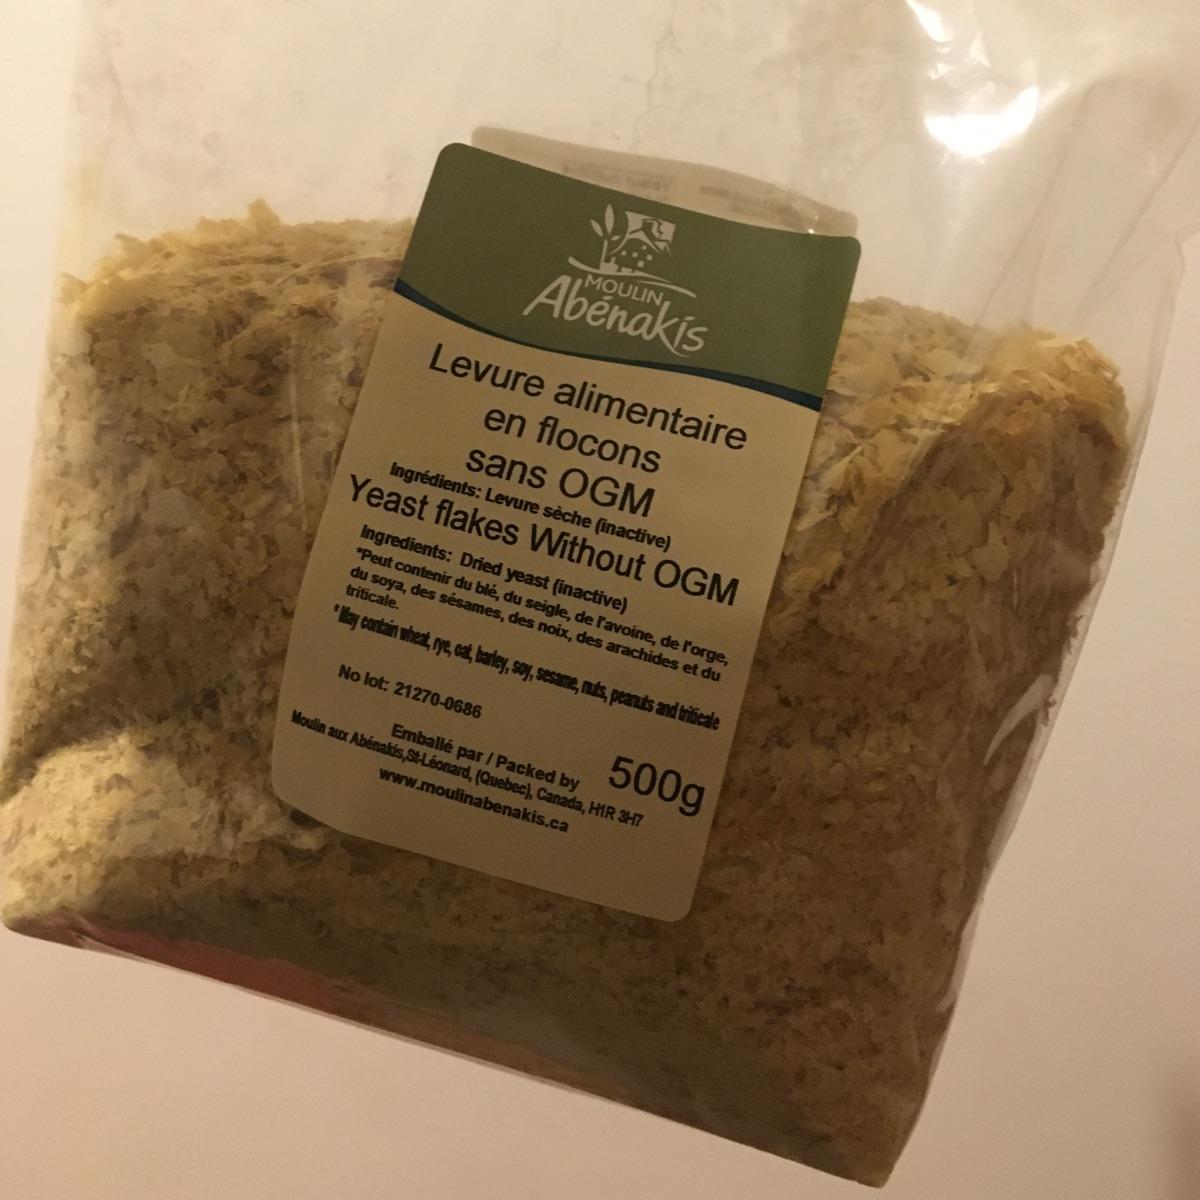 MOULIN
Abénakis
Levure alimentaire
en flocons
sans OGM
Ingrédients: Levure sèche (inactive)
Yeast flakes Without OGM
Ingredients: Dried yeast (inactive)
*Peut contenir du blé, du seigle, de l'avoine, de l'orge,
du soya, des sésames, des noix, des arachides et du
triticale.
* May contain wheat, rye, oat, barley, soy, sesame, nuts, peanuts and triticale
No lot: 21270-0686
Emballé par / Packed by
500g
Moulin aux Abénakis,St-Léonard, (Quebec), Canada, H1R 3H7
www.moulinabenakis.ca